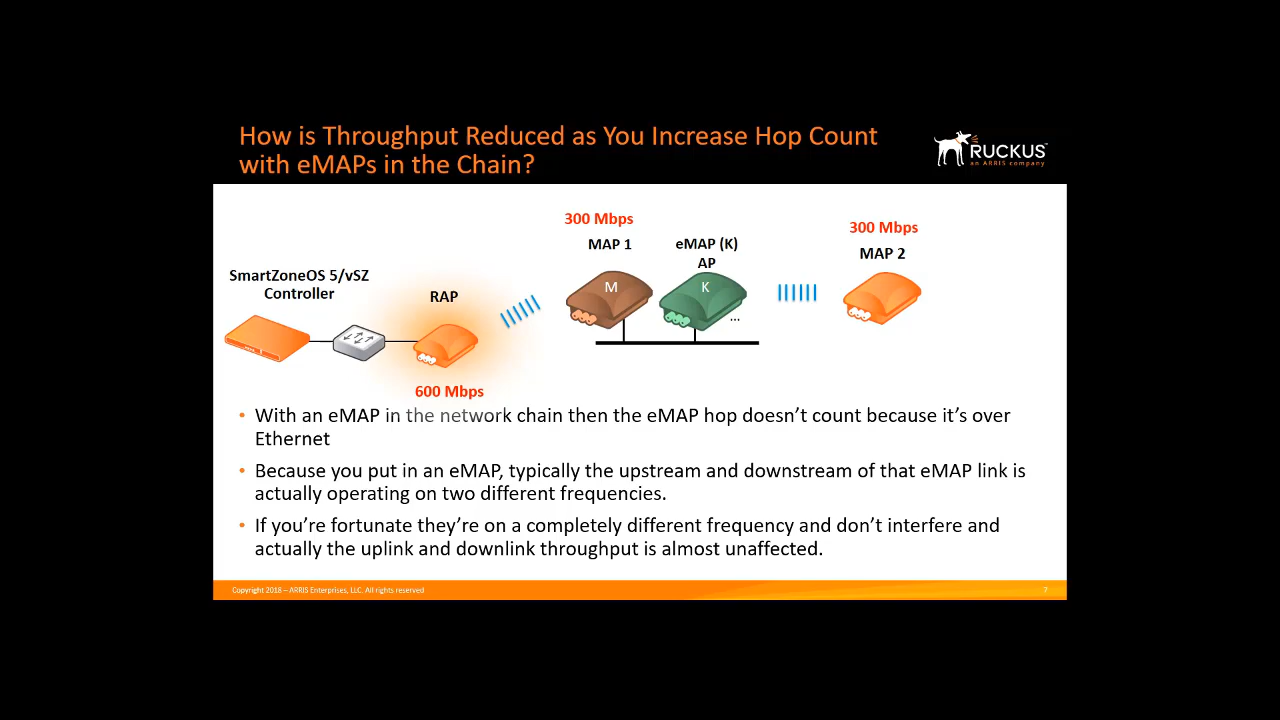 How is Throughput Reduced as You Increase Hop Count
with eMAPs in the Chain?
RUCKUS
an ARRIS company
300 Mbps
MAP 1
eMAP (K)
AP
300 Mbps
MAP 2
SmartZoneOS 5/vSZ
Controller
RAP
M
K
...
600 Mbps
• With an eMAP in the network chain then the eMAP hop doesn’t count because it’s over
Ethernet
• Because you put in an eMAP, typically the upstream and downstream of that eMAP link is
actually operating on two different frequencies.
• If you’re fortunate they’re on a completely different frequency and don’t interfere and
actually the uplink and downlink throughput is almost unaffected.
Copyright 2018 – ARRIS Enterprises, LLC. All rights reserved
7